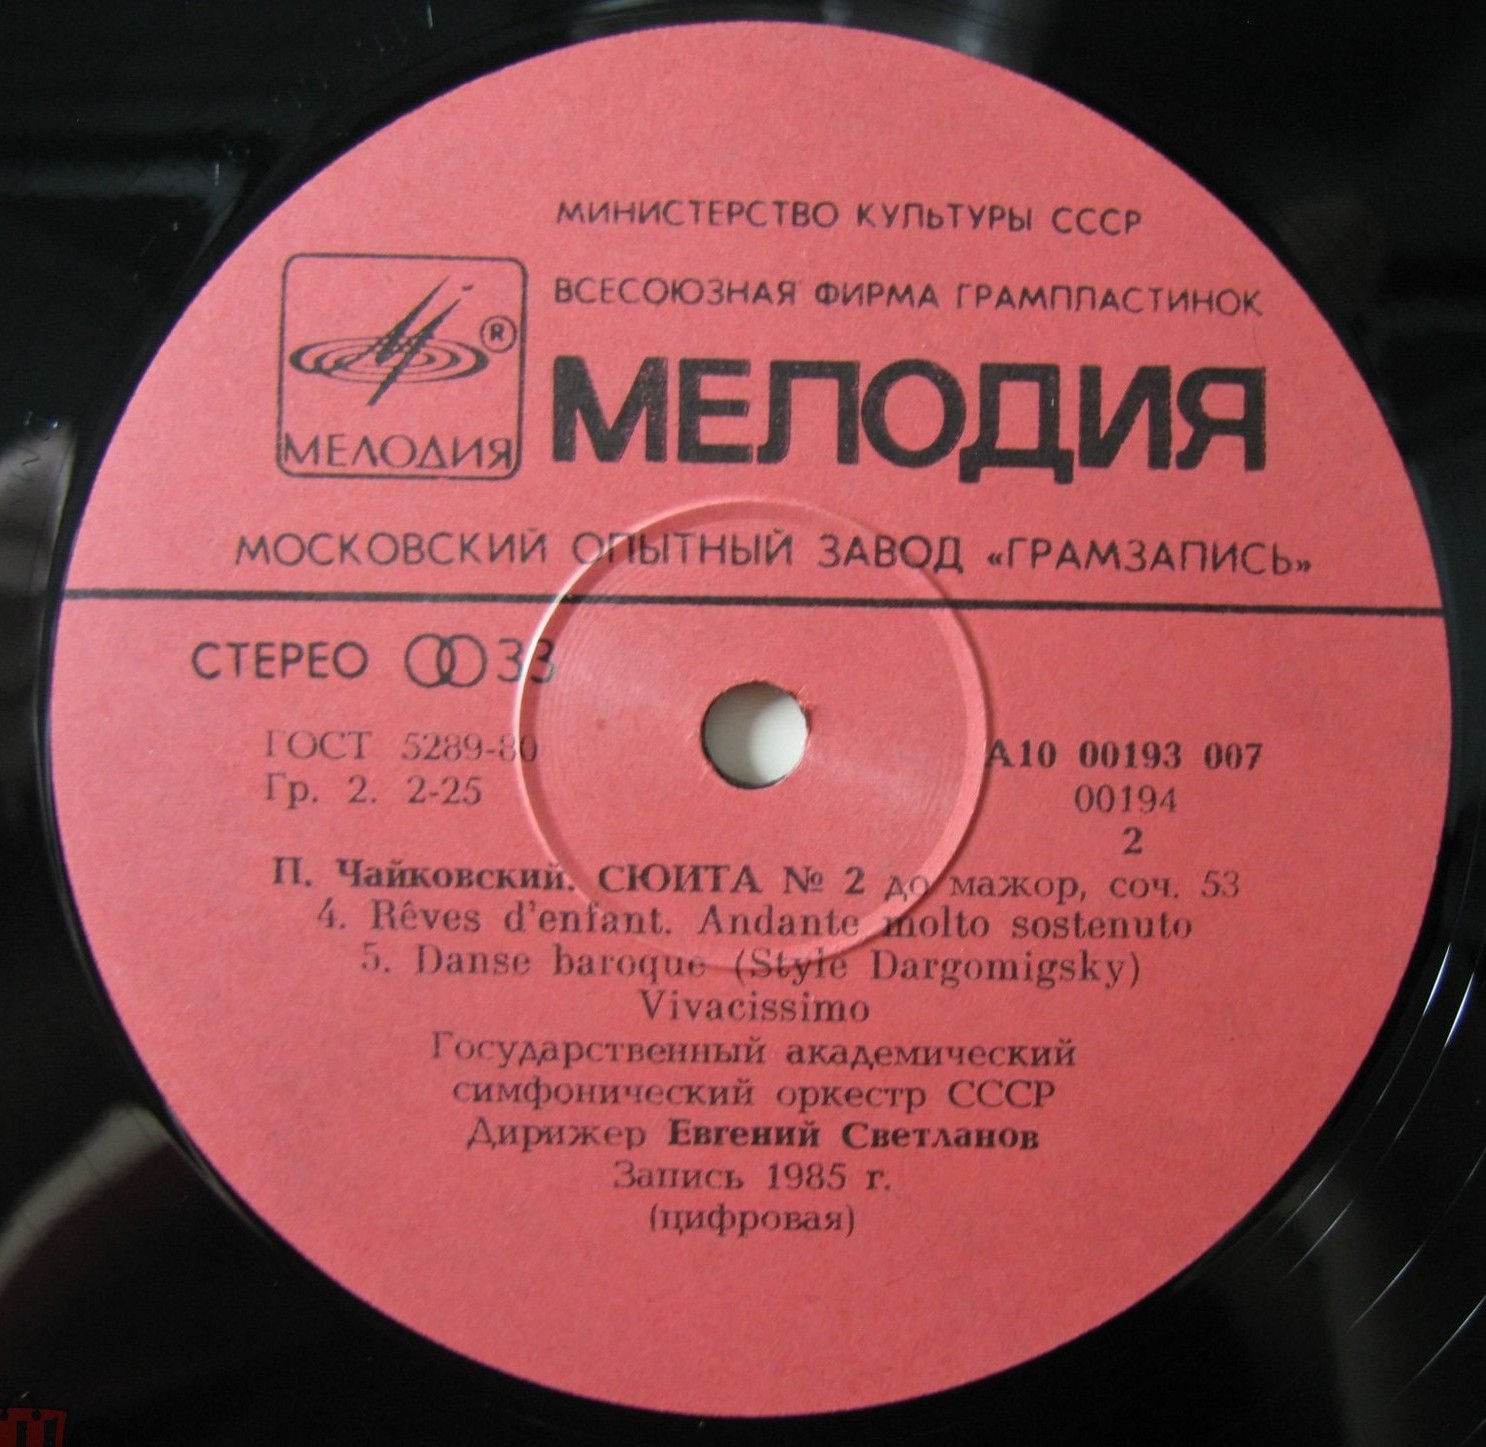 МИНИСТЕРСТВО КУЛЬТУРЫ СССР
ВСЕСОЮЗНАЯ ФИРМА ГРАМПЛАСТИНОК
МЕЛОДИЯ
®
МЕЛОДИЯ
МОСКОВСКИЙ ОПЫТНЫЙ ЗАВОД «ГРАМЗАПИСЬ»
СТЕРЕО 33
ГОСТ 5289-80
Гр. 2. 2-25
А10 00193 007
00194
2
П. Чайковский. СЮИТА № 2 до мажор, соч. 53
4. Rêves d'enfant. Andante molto sostenuto
5. Danse baroque (Style Dargomigsky)
Vivacissimo
Государственный академический
симфонический оркестр СССР
Дирижер Евгений Светланов
Запись 1985 г.
(цифровая)